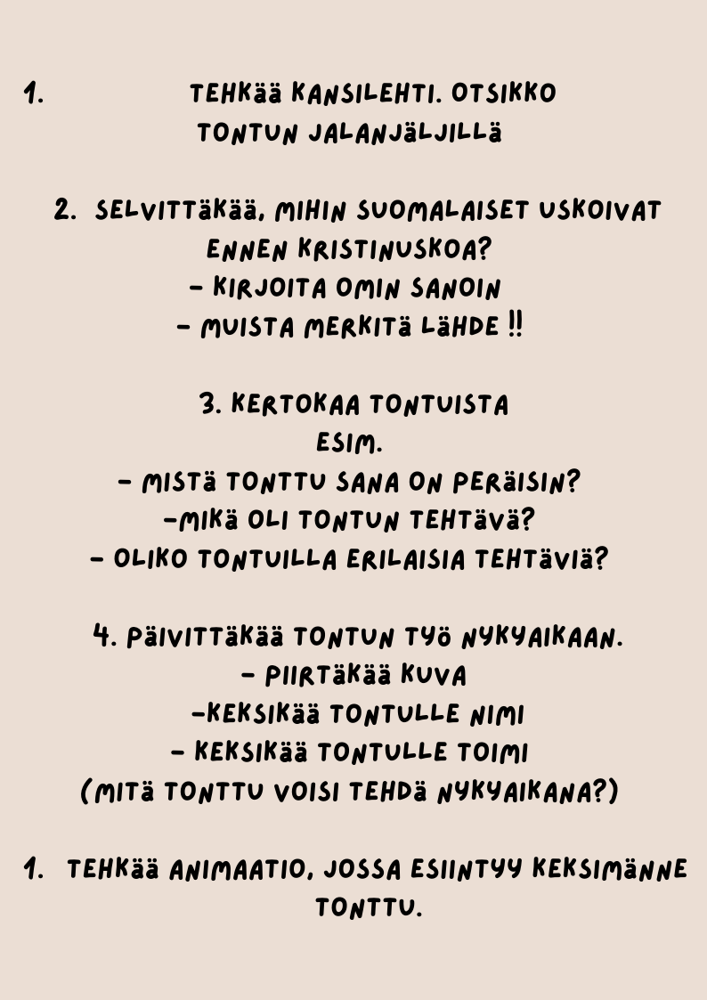 1. TEHKää KANSILEHTI. OTSIKKO
TONTUN JALANJäLJILLä
2. SELVITTäKää, MIHIN SUOMALAISET USKOIVAT
ENNEN KRISTINUSKOA?
- KIRJOITA OMIN SANOIN
- MUISTA MERKITä LäHDE !!
3. KERTOKAA TONTUISTA
ESIM.
- MISTä TONTTU SANA ON PERäISIN?
-MIKä OLI TONTUN TEHTäVä?
- OLIKO TONTUILLA ERILAISIA TEHTäVIä?
4. PäIVITTäKää TONTUN TYö NYKYAIKAAN.
- PIIRTäKää KUVA
-KEKSIKää TONTULLE NIMI
- KEKSIKää TONTULLE TOIMI
(MITä TONTTU VOISI TEHDä NYKYAIKANA?)
1. TEHKää ANIMAATIO, JOSSA ESIINTYY KEKSIMäNNE
TONTTU.